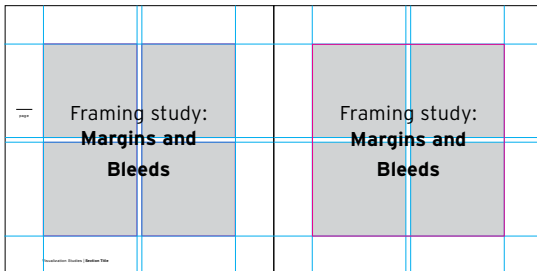 page
Framing study:
Margins and
Bleeds
Visualization Studies | Section Title
Framing study:
Margins and
Bleeds